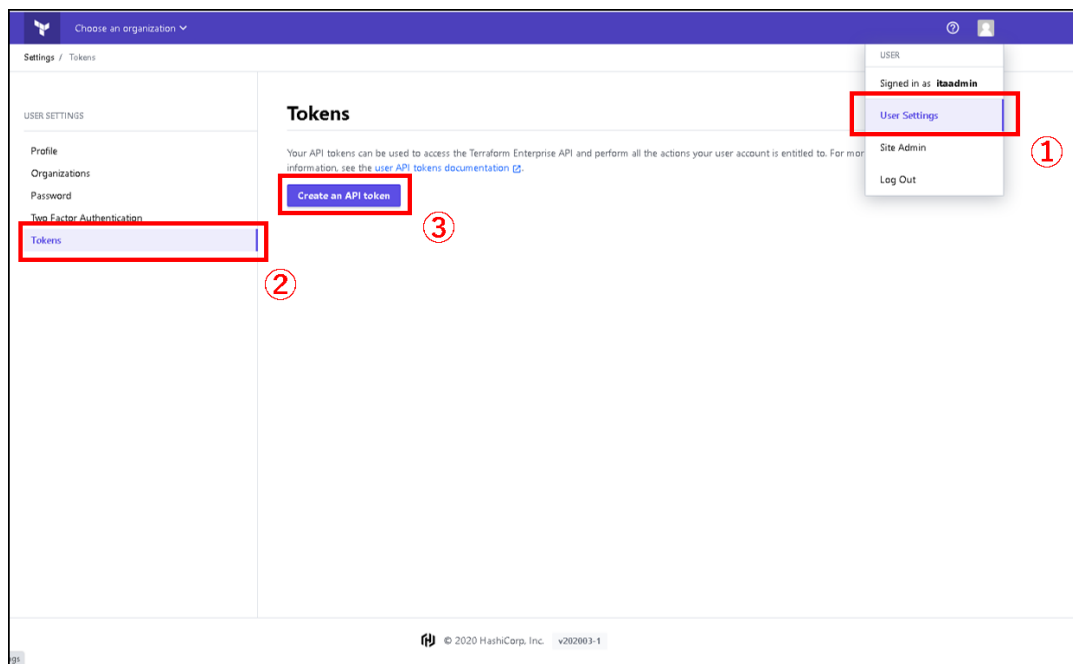 Choose an organization
Settings / Tokens
USER
Signed in as itaadmin
User Settings
①
Site Admin
Log Out
USER SETTINGS
Profile
Organizations
Password
Two Factor Authentication
Tokens
②
Tokens
Your API tokens can be used to access the Terraform Enterprise API and perform all the actions your user account is entitled to. For mor
information, see the user API tokens documentation.
Create an API token
③
© 2020 HashiCorp, Inc. v202003-1